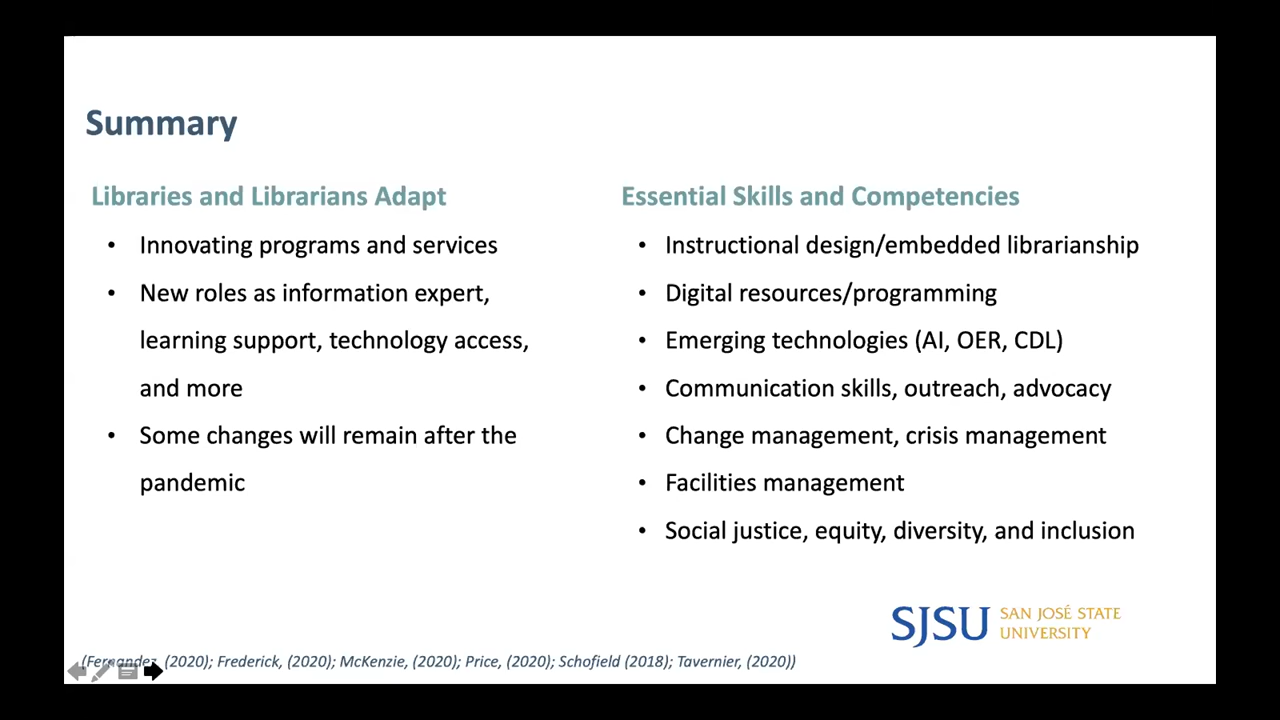 Summary
Libraries and Librarians Adapt
• Innovating programs and services
• New roles as information expert,
learning support, technology access,
and more
• Some changes will remain after the
pandemic
Essential Skills and Competencies
• Instructional design/embedded librarianship
• Digital resources/programming
• Emerging technologies (AI, OER, CDL)
• Communication skills, outreach, advocacy
• Change management, crisis management
• Facilities management
• Social justice, equity, diversity, and inclusion
SJSU SAN JOSÉ STATE
UNIVERSITY
(Fernandez, (2020); Frederick, (2020); McKenzie, (2020); Price, (2020); Schofield (2018); Tavernier, (2020))